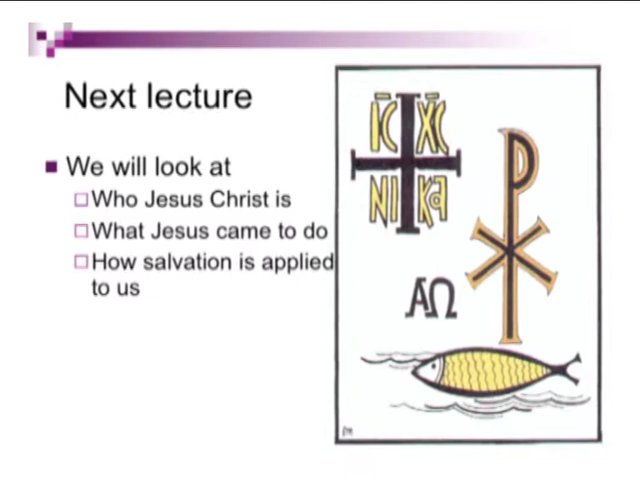 Next lecture
We will look at
Who Jesus Christ is
What Jesus came to do
How salvation is applied
to us
IC XC
NI KA
ΑΩ